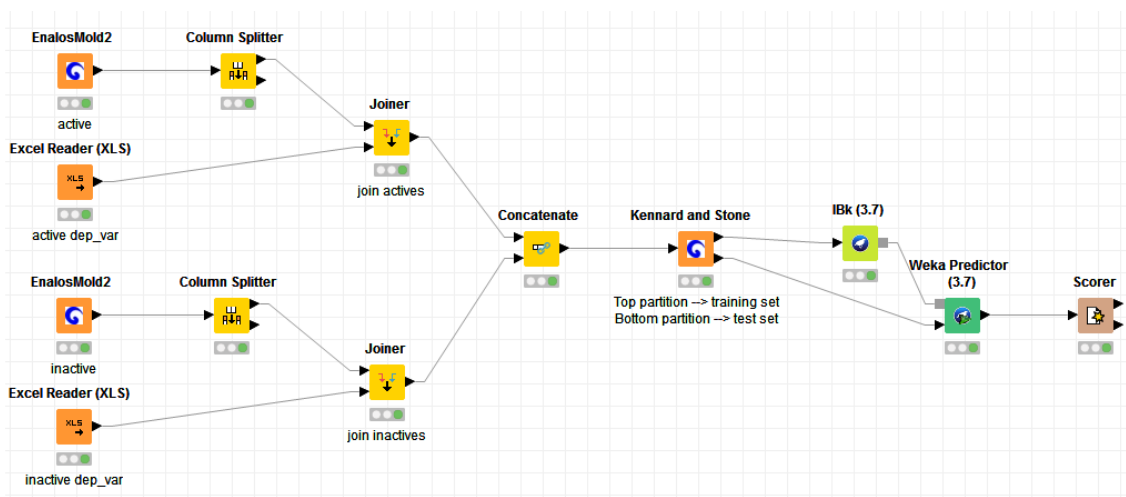 EnalosMold2
Column Splitter
active
Joiner
Excel Reader (XLS)
XLS
join actives
active dep_var
Concatenate
Kennard and Stone
IBk (3.7)
Weka Predictor
(3.7)
Scorer
Top partition --> training set
Bottom partition --> test set
EnalosMold2
Column Splitter
inactive
Joiner
Excel Reader (XLS)
XLS
join inactives
inactive dep_var